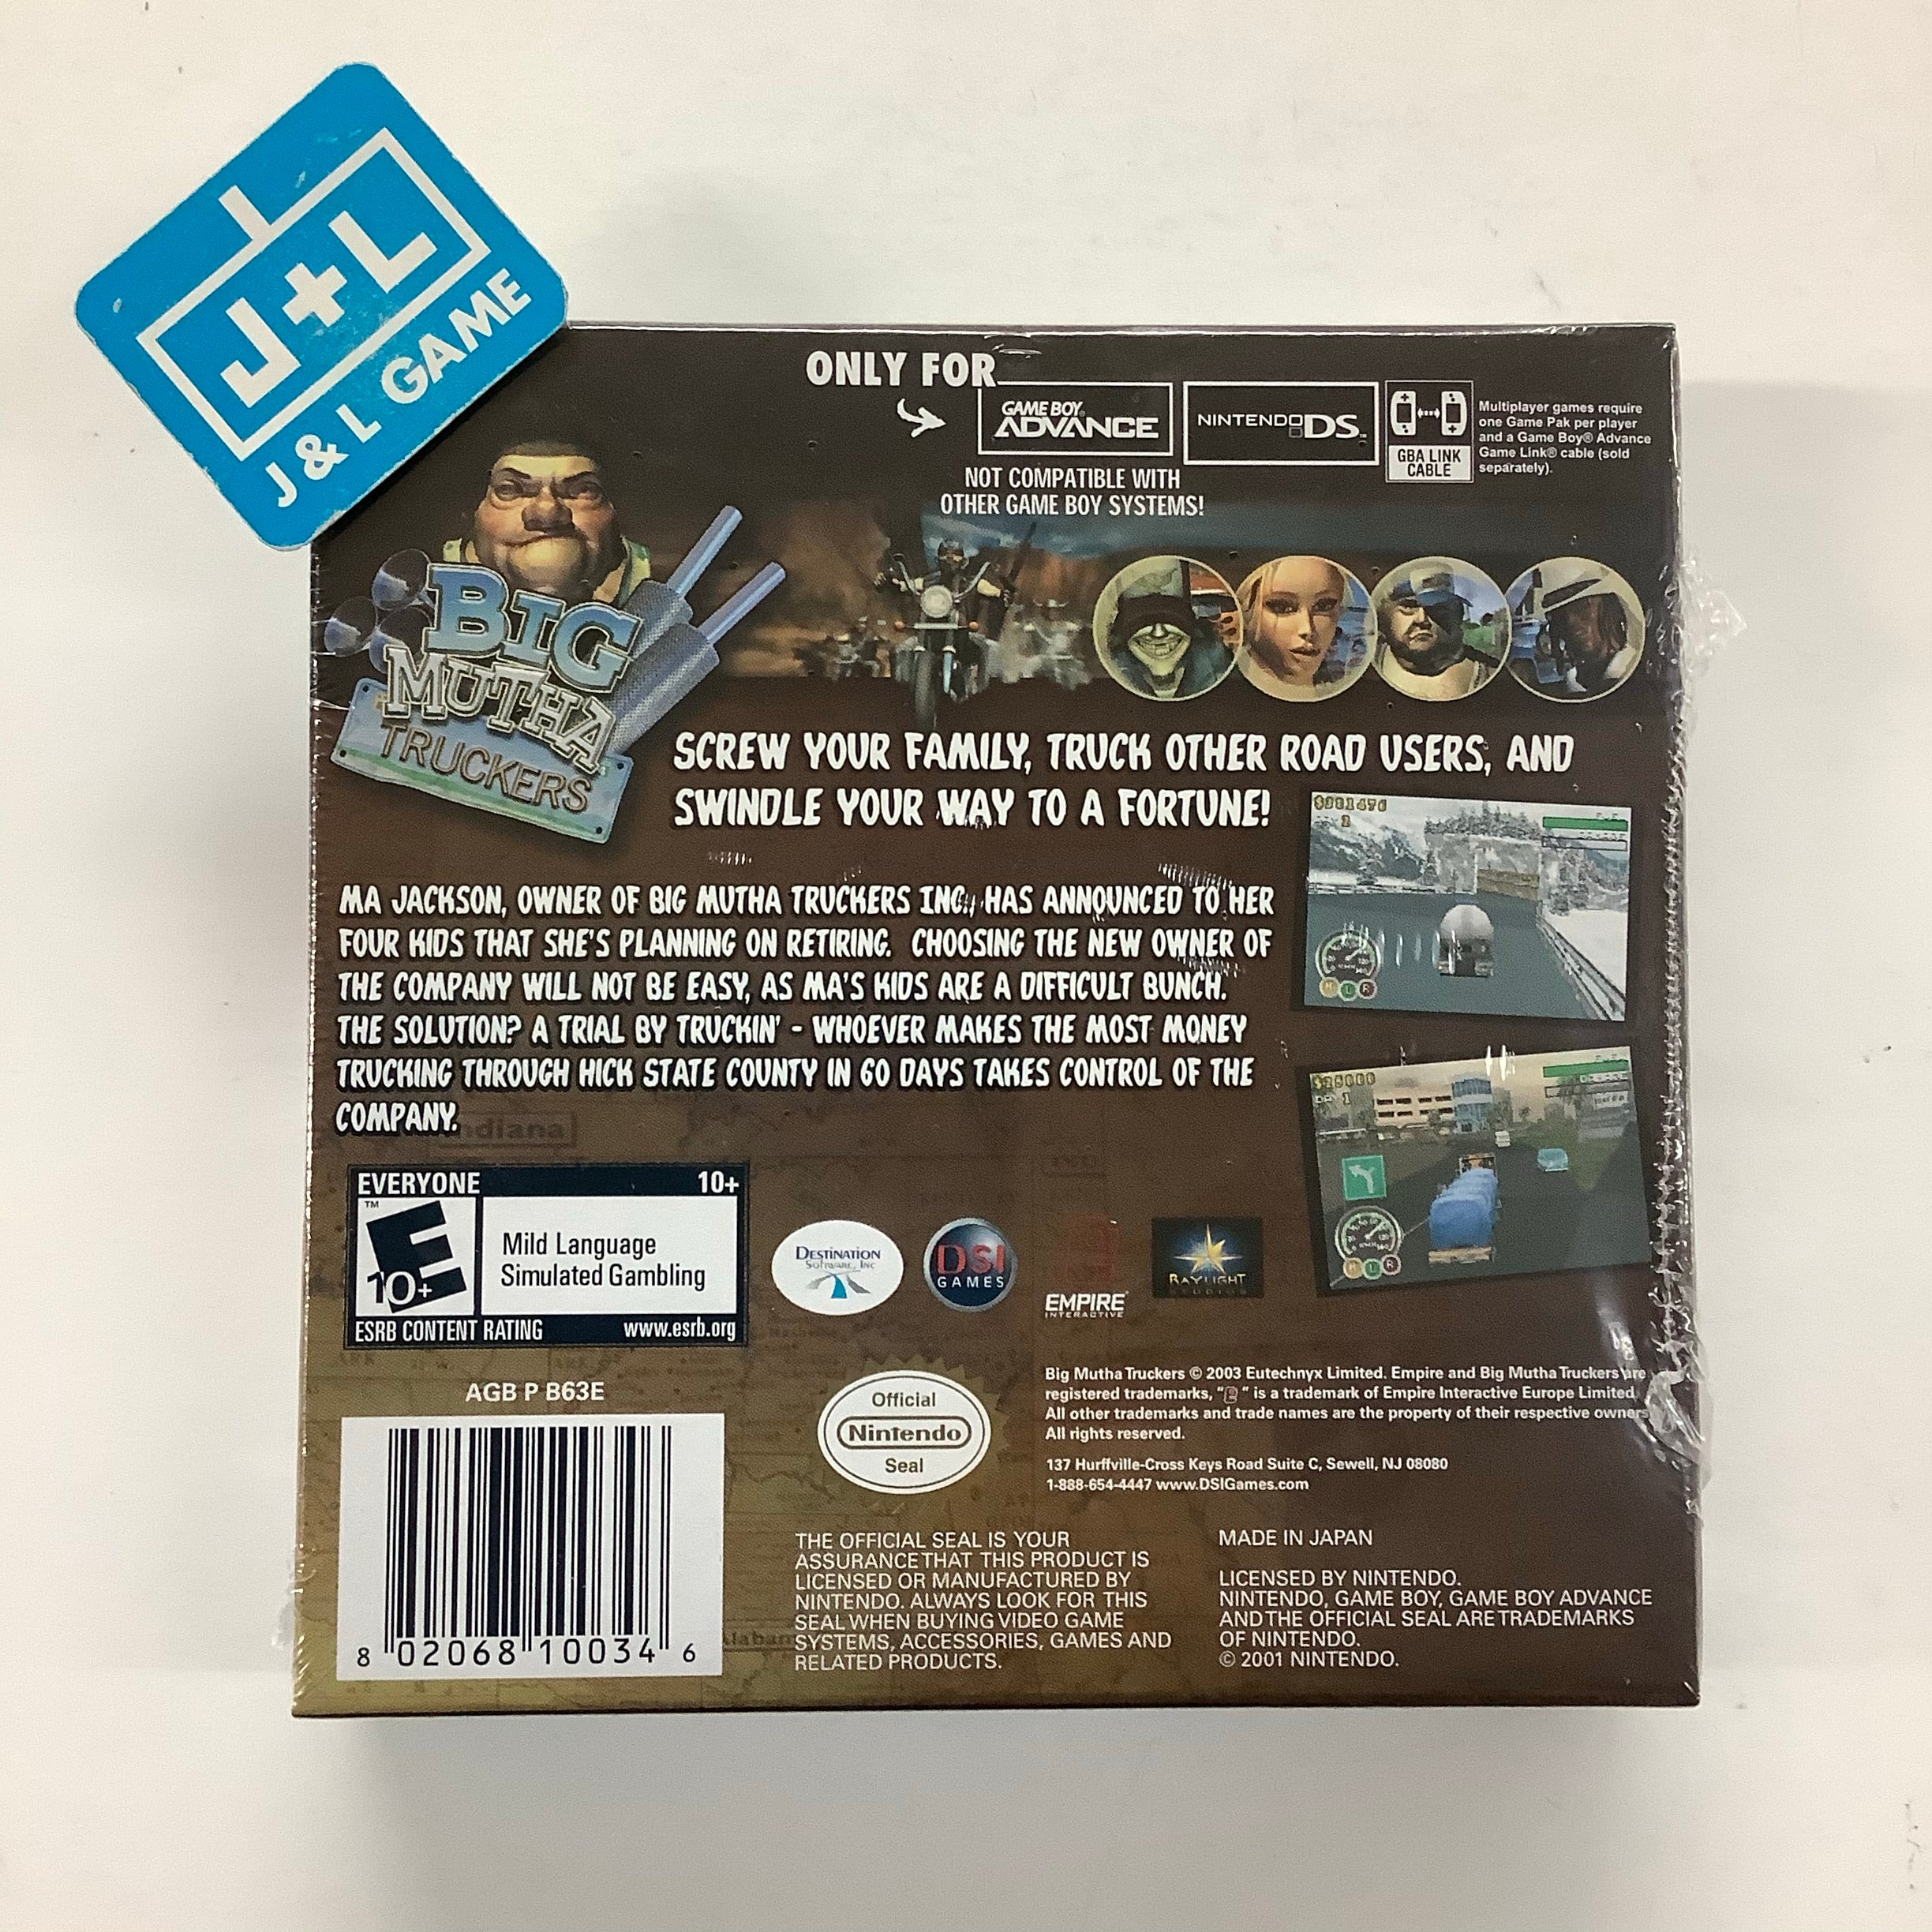 J+L
J & L GAME
ONLY FOR
GAME BOY ADVANCE
NINTENDO DS™
GBA LINK
CABLE
Multiplayer games require
one Game Pak per player
and a Game Boy® Advance
Game Link® cable (sold
separately).
NOT COMPATIBLE WITH
OTHER GAME BOY SYSTEMS!
BIG
MUTHA
TRUCKERS
SCREW YOUR FAMILY, TRUCK OTHER ROAD USERS, AND
SWINDLE YOUR WAY TO A FORTUNE!
MA JACKSON, OWNER OF BIG MUTHA TRUCKERS INC., HAS ANNOUNCED TO HER
FOUR KIDS THAT SHE'S PLANNING ON RETIRING. CHOOSING THE NEW OWNER OF
THE COMPANY WILL NOT BE EASY, AS MA'S KIDS ARE A DIFFICULT BUNCH.
THE SOLUTION? A TRIAL BY TRUCKIN' - WHOEVER MAKES THE MOST MONEY
TRUCKING THROUGH HICK STATE COUNTY IN 60 DAYS TAKES CONTROL OF THE
COMPANY.
$381476
$25000
DAY 1
Indiana
EVERYONE 10+
E
10+
™
Mild Language
Simulated Gambling
ESRB CONTENT RATING www.esrb.org
DESTINATION
SOFTWARE, INC
DSI
GAMES
EMPIRE
INTERACTIVE
RAYLIGHT
STUDIOS
AGB P B63E
8 02068 10034 6
Official
Nintendo
Seal
Big Mutha Truckers © 2003 Eutechnyx Limited. Empire and Big Mutha Truckers are
registered trademarks, "E" is a trademark of Empire Interactive Europe Limited
All other trademarks and trade names are the property of their respective owners
All rights reserved.
137 Hurffville-Cross Keys Road Suite C, Sewell, NJ 08080
1-888-654-4447 www.DSIGames.com
THE OFFICIAL SEAL IS YOUR
ASSURANCE THAT THIS PRODUCT IS
LICENSED OR MANUFACTURED BY
NINTENDO. ALWAYS LOOK FOR THIS
SEAL WHEN BUYING VIDEO GAME
SYSTEMS, ACCESSORIES, GAMES AND
RELATED PRODUCTS.
Alabama
MADE IN JAPAN
LICENSED BY NINTENDO.
NINTENDO, GAME BOY, GAME BOY ADVANCE
AND THE OFFICIAL SEAL ARE TRADEMARKS
OF NINTENDO.
© 2001 NINTENDO.